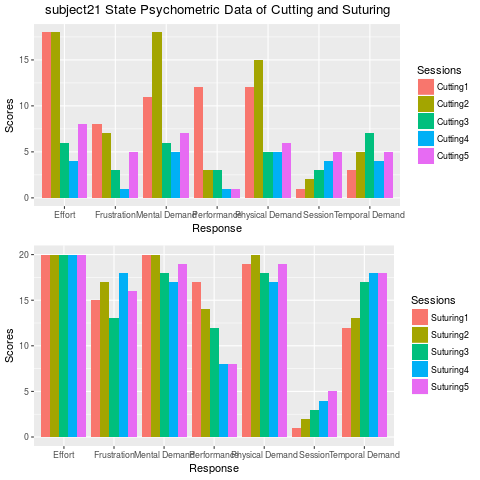 subject21 State Psychometric Data of Cutting and Suturing
Scores
15
10
5
0
Effort Frustration Mental Demand Performance Physical Demand Session Temporal Demand
Response
Sessions
Cutting1
Cutting2
Cutting3
Cutting4
Cutting5
Scores
20
15
10
5
0
Effort Frustration Mental Demand Performance Physical Demand Session Temporal Demand
Response
Sessions
Suturing1
Suturing2
Suturing3
Suturing4
Suturing5